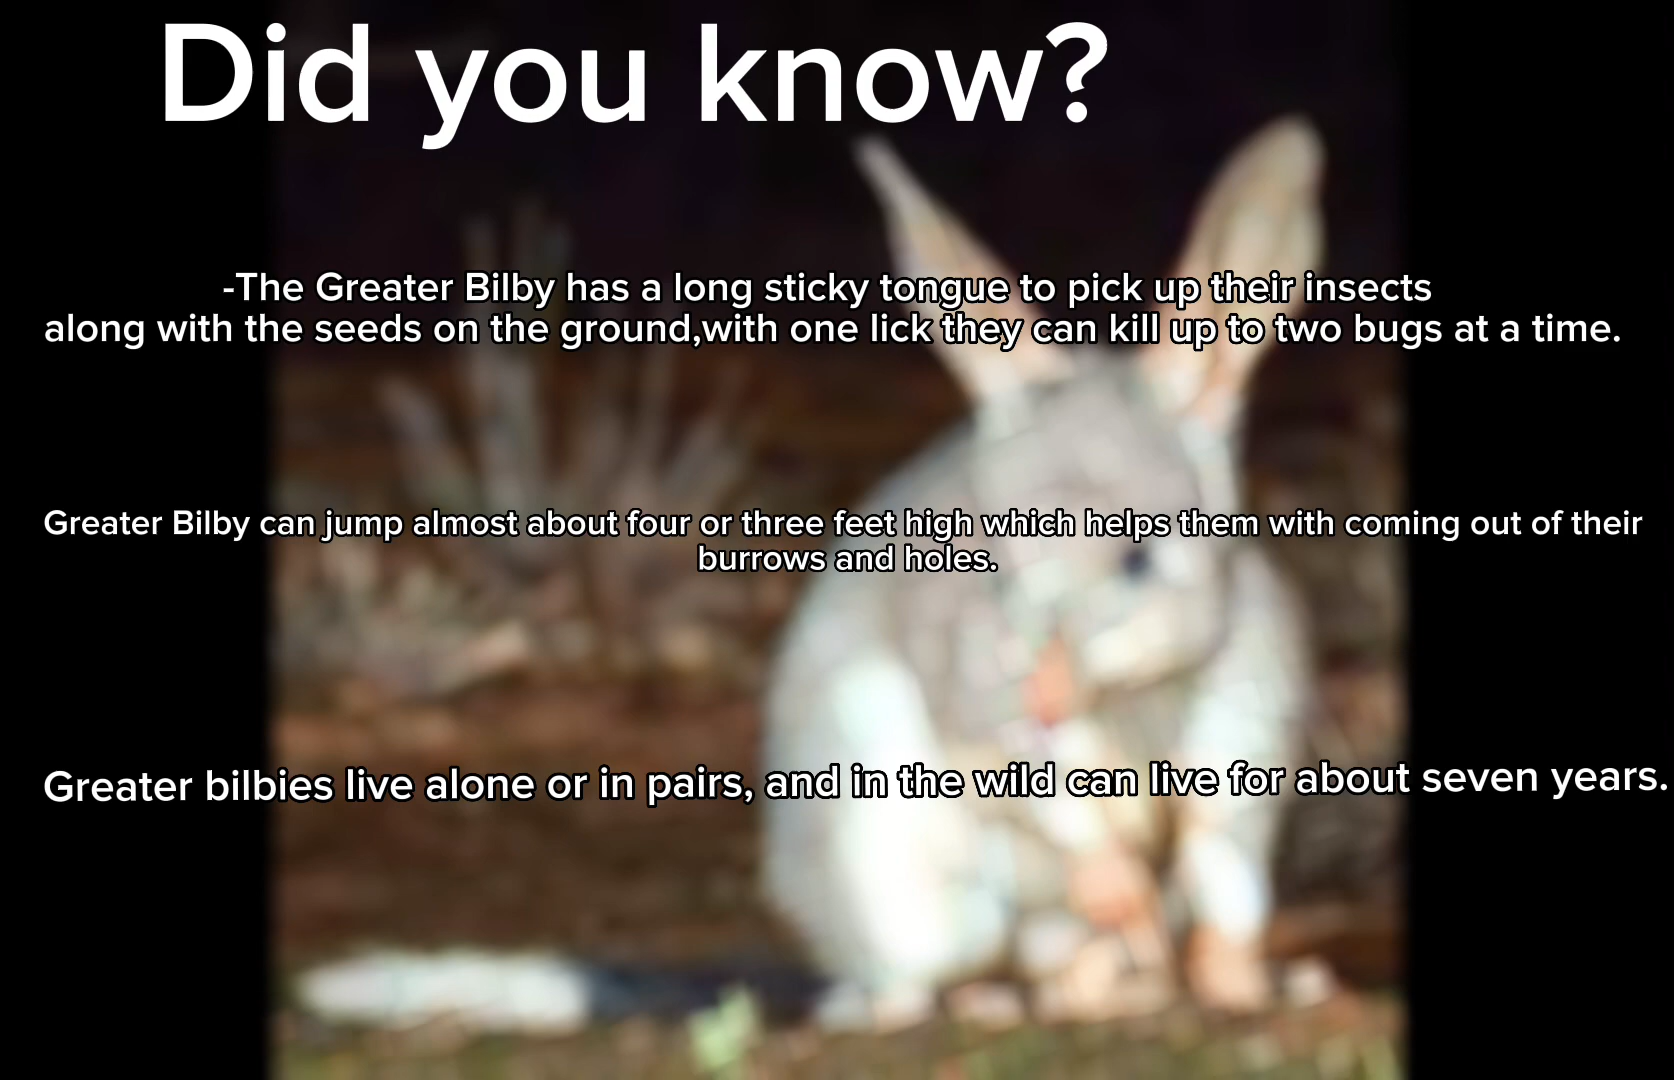 Did you know?
-The Greater Bilby has a long sticky tongue to pick up their insects
along with the seeds on the ground,with one lick they can kill up to two bugs at a time.
Greater Bilby can jump almost about four or three feet high which helps them with coming out of their
burrows and holes.
Greater bilbies live alone or in pairs, and in the wild can live for about seven years.